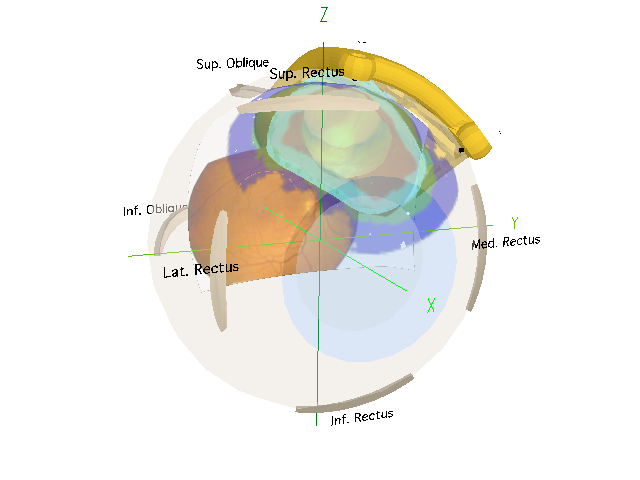 Z
Sup. Oblique
Sup. Rectus
Inf. Oblique
Y
Med. Rectus
Lat. Rectus
X
Inf. Rectus